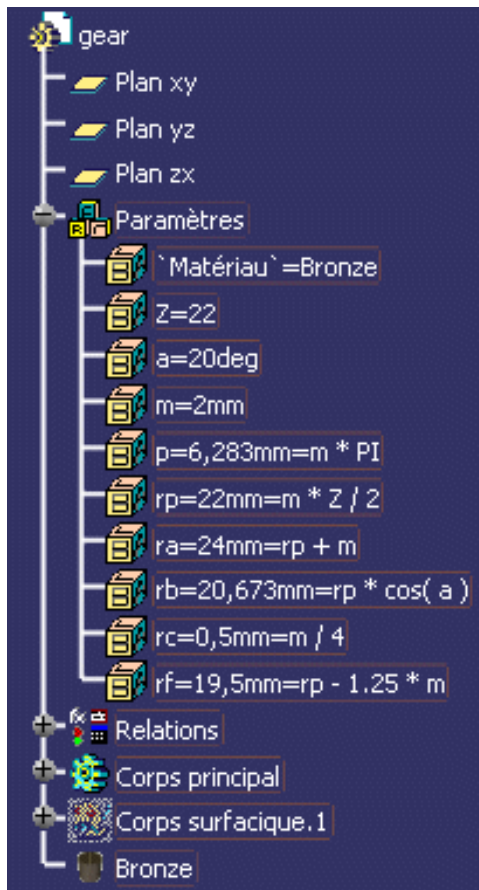 gear
Plan xy
Plan yz
Plan zx
Paramètres
`Matériau`=Bronze
Z=22
a=20deg
m=2mm
p=6,283mm=m * PI
rp=22mm=m * Z / 2
ra=24mm=rp + m
rb=20,673mm=rp * cos( a )
rc=0,5mm=m / 4
rf=19,5mm=rp - 1.25 * m
Relations
Corps principal
Corps surfacique.1
Bronze